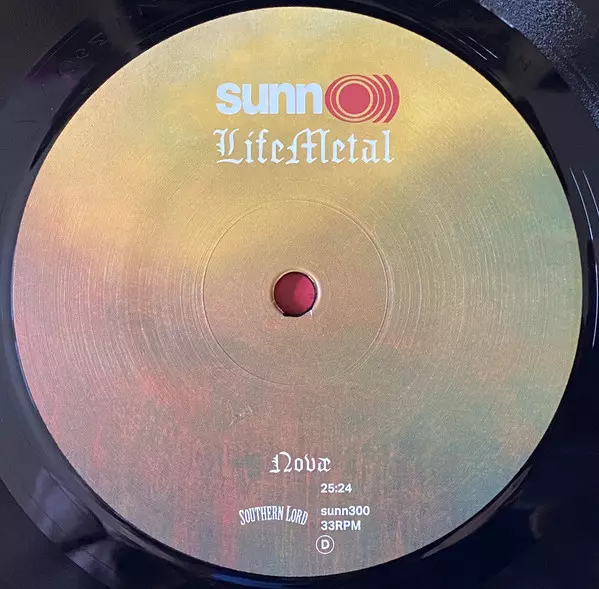 sunn O)))
LifeMetal
Novæ
25:24
SOUTHERN LORD
sunn300
33RPM
D